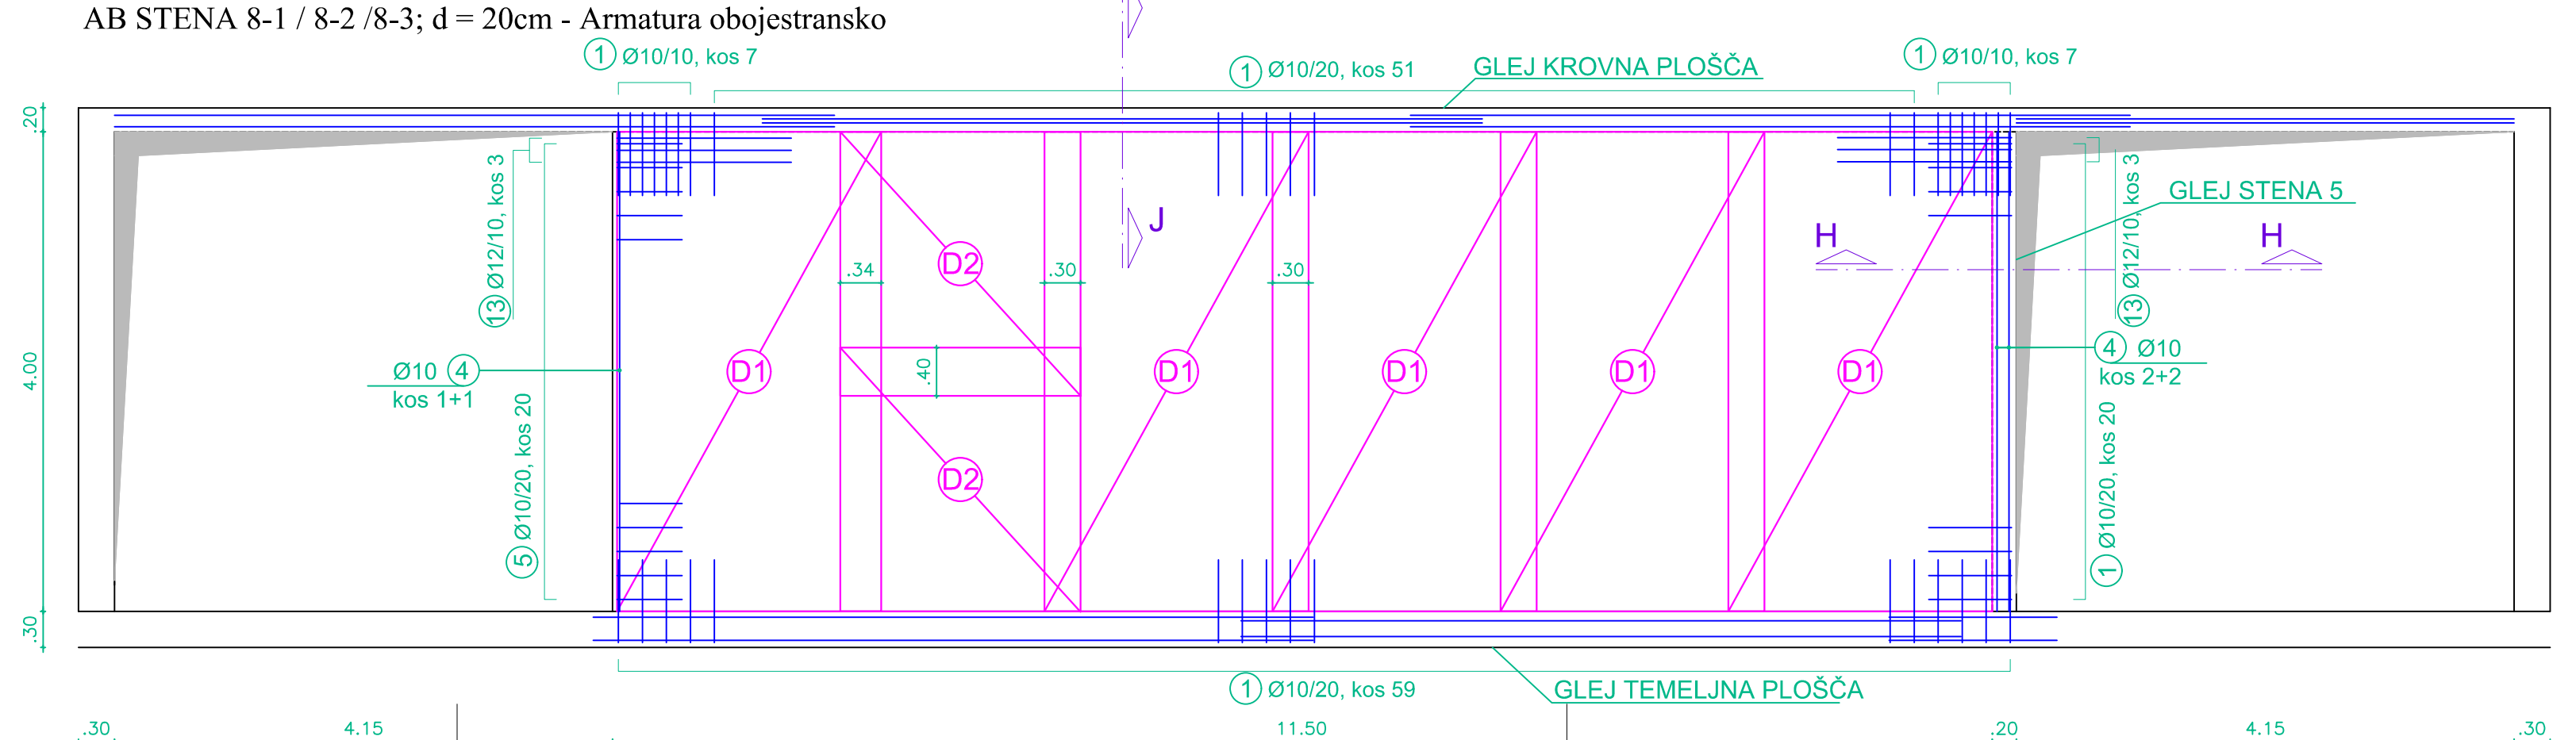 AB STENA 8-1 / 8-2 /8-3; d = 20cm - Armatura obojestransko
1 Ø10/10, kos 7
1 Ø10/20, kos 51
GLEJ KROVNA PLOŠČA
1 Ø10/10, kos 7
.20
4.00
.30
13 Ø12/10, kos 3
5 Ø10/20, kos 20
Ø10 4
kos 1+1
.34
.30
.30
.40
D1
D2
D2
D1
D1
D1
D1
J
H
H
GLEJ STENA 5
13 Ø12/10, kos 3
4 Ø10
kos 2+2
1 Ø10/20, kos 20
1 Ø10/20, kos 59
GLEJ TEMELJNA PLOŠČA
.30
4.15
11.50
.20
4.15
.30